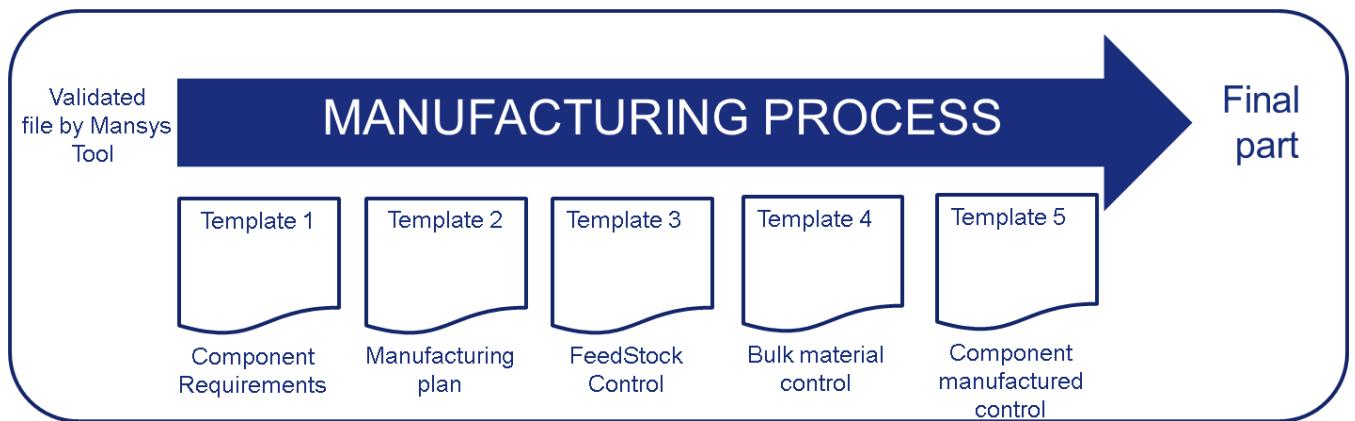 Validated
file by Mansys
Tool
MANUFACTURING PROCESS
Final
part
Template 1
Template 2
Template 3
Template 4
Template 5
Component
Requirements
Manufacturing
plan
FeedStock
Control
Bulk material
control
Component
manufactured
control